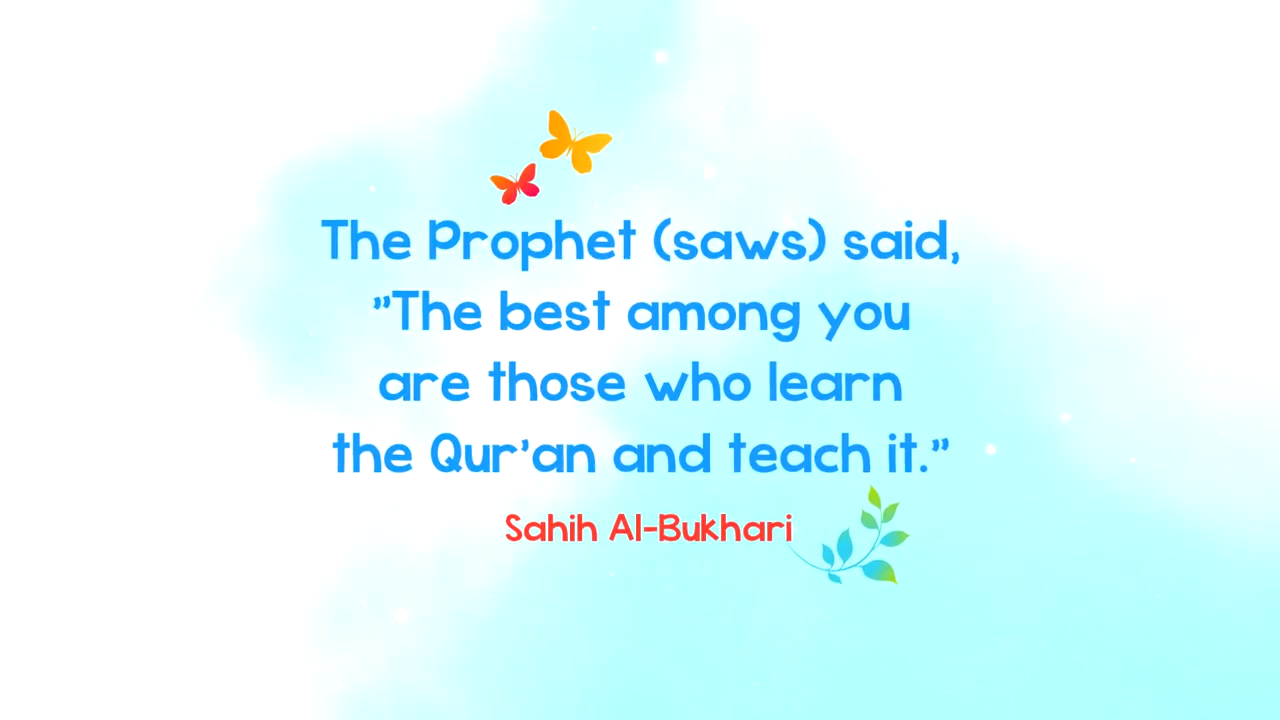 The Prophet (saws) said,
"The best among you
are those who learn
the Qur'an and teach it."
Sahih Al-Bukhari